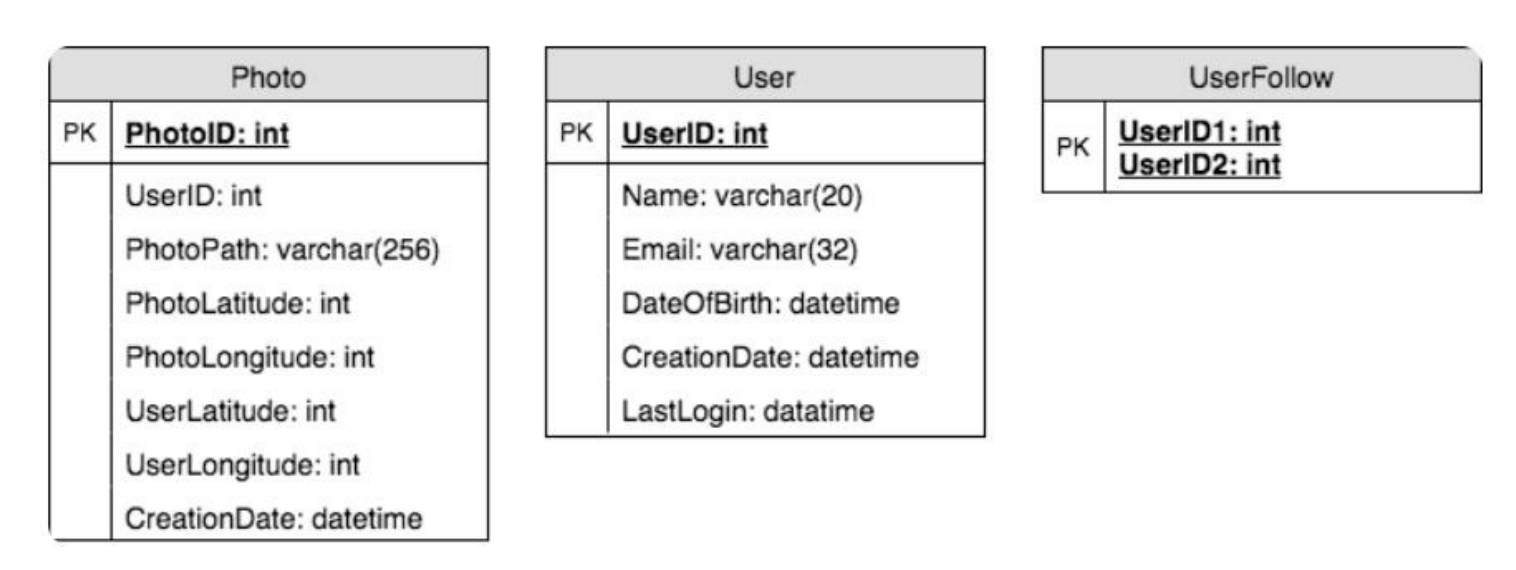 Photo
PK PhotoID: int
UserID: int
PhotoPath: varchar(256)
PhotoLatitude: int
PhotoLongitude: int
UserLatitude: int
UserLongitude: int
CreationDate: datetime
User
PK UserID: int
Name: varchar(20)
Email: varchar(32)
DateOfBirth: datetime
CreationDate: datetime
LastLogin: datatime
UserFollow
PK UserID1: int
UserID2: int